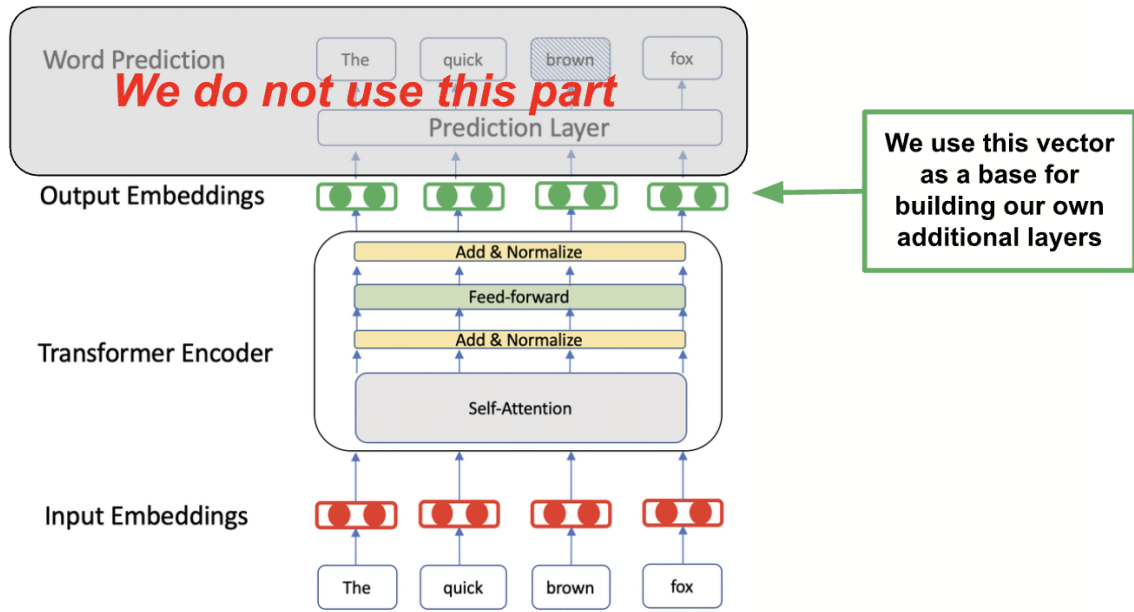 Word Prediction
The quick brown fox
We do not use this part
Prediction Layer
Output Embeddings
We use this vector
as a base for
building our own
additional layers
Add & Normalize
Feed-forward
Add & Normalize
Transformer Encoder
Self-Attention
Input Embeddings
The quick brown fox